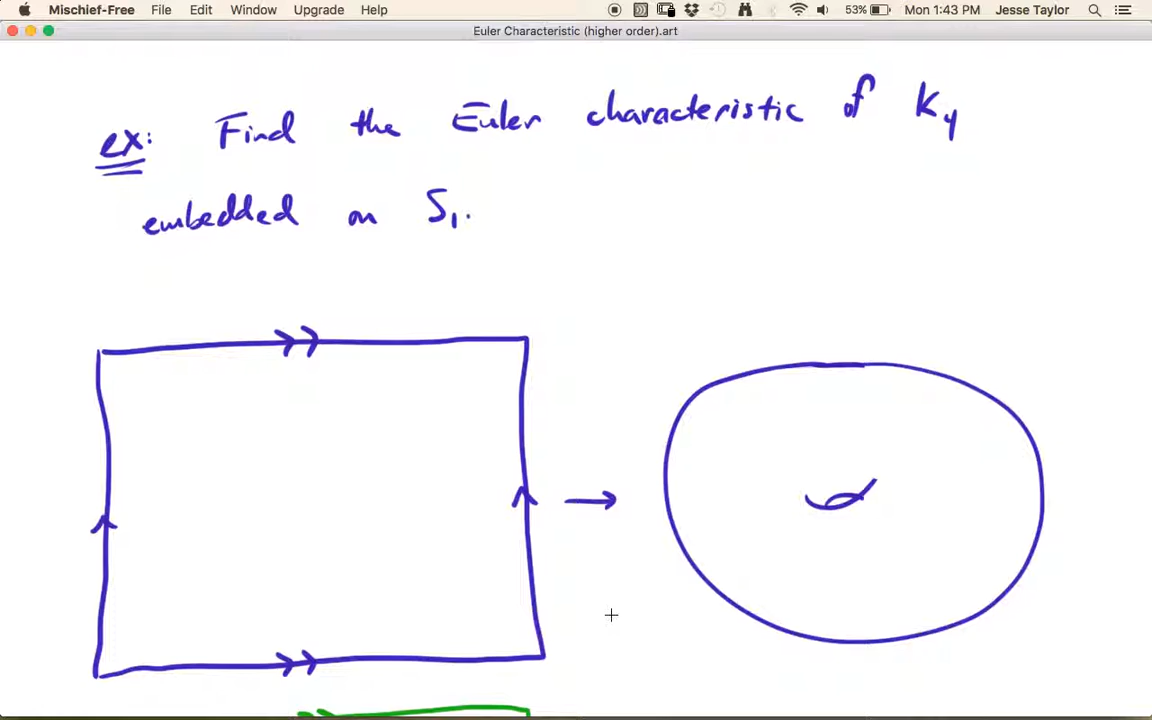 Mischief-Free File Edit Window Upgrade Help 53% Mon 1:43 PM Jesse Taylor
Euler Characteristic (higher order).art
ex: Find the Euler characteristic of K4
embedded on S1.